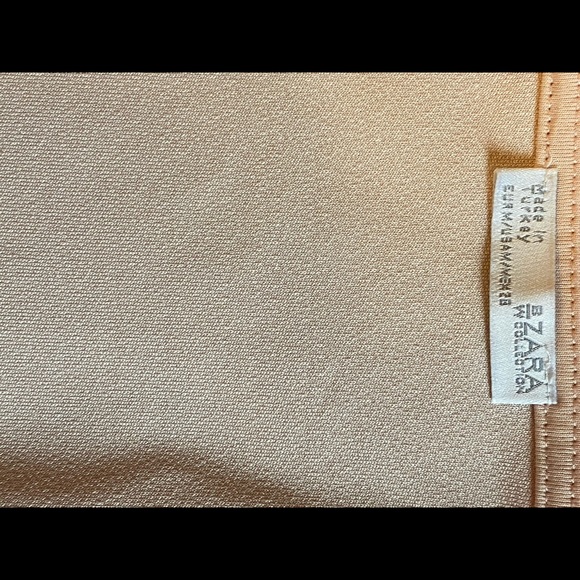 B
ZARA
W COLLECTION
Made in
Turkey
EUR M/USA M/MEX 28